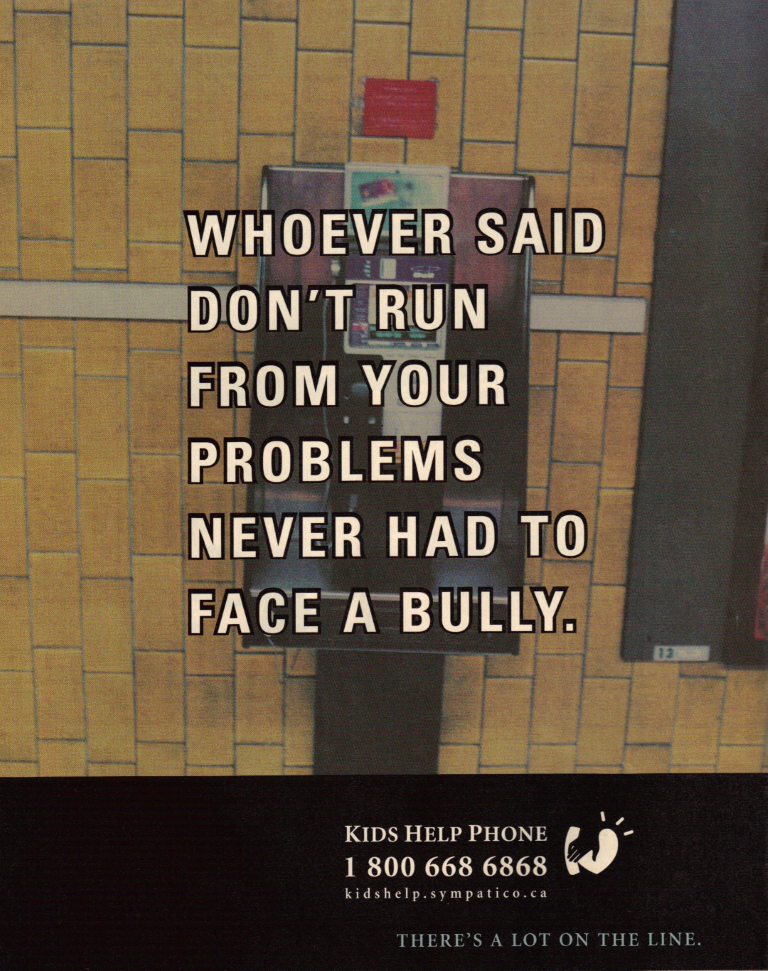 WHOEVER SAID
DON'T RUN
FROM YOUR
PROBLEMS
NEVER HAD TO
FACE A BULLY.
13
KIDS HELP PHONE
1 800 668 6868
kidshelp.sympatico.ca
THERE'S A LOT ON THE LINE.